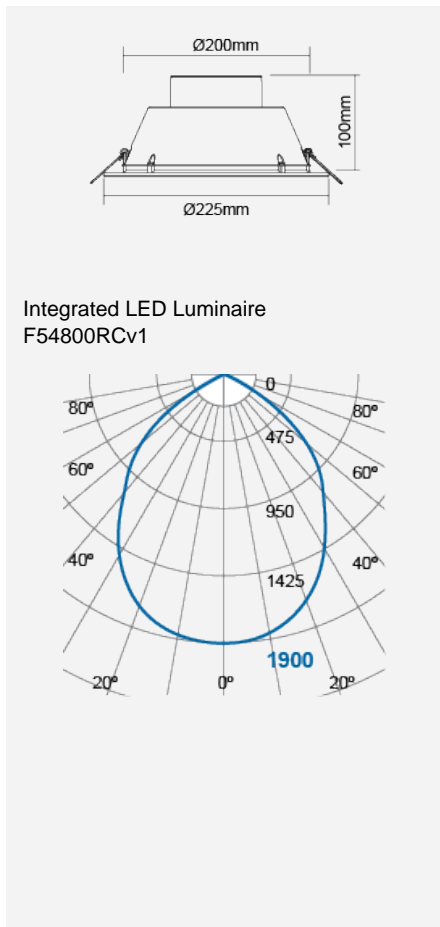 Ø200mm
100mm
Ø225mm
Integrated LED Luminaire
F54800RCv1
0
80º 80º
475
60º 60º
950
40º 40º
1425
1900
20º 0º 20º